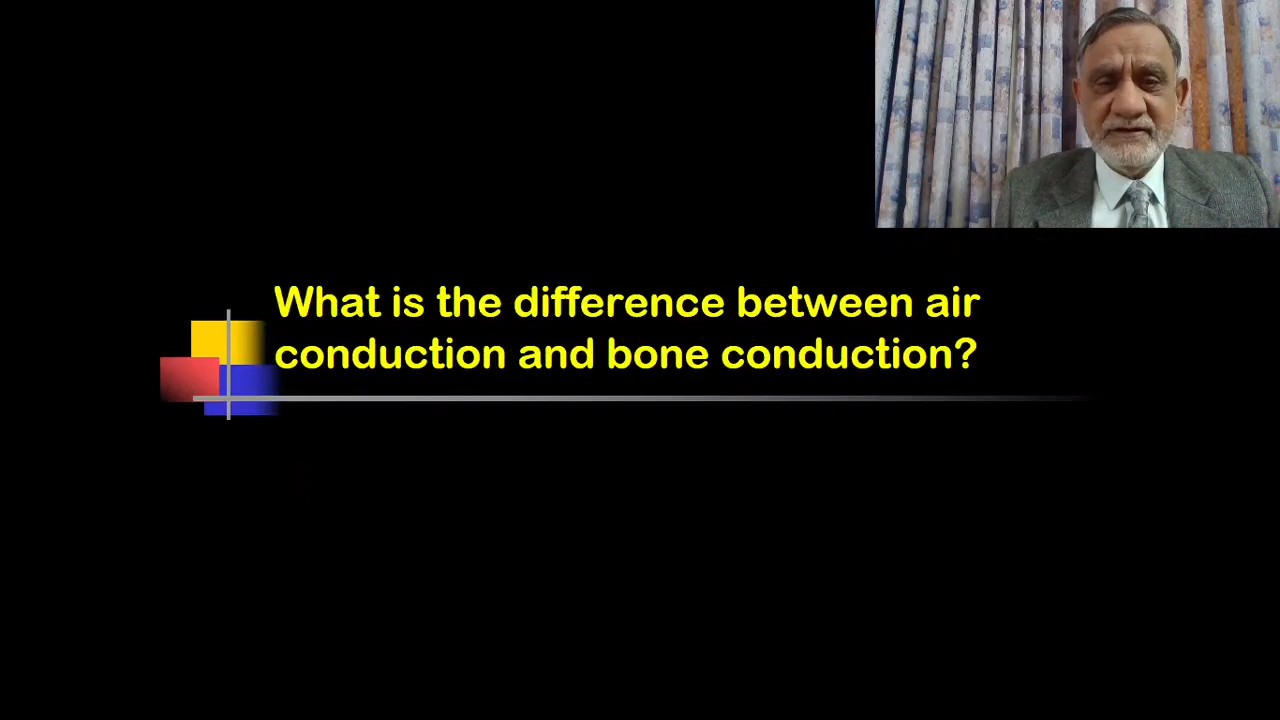 What is the difference between air
conduction and bone conduction?